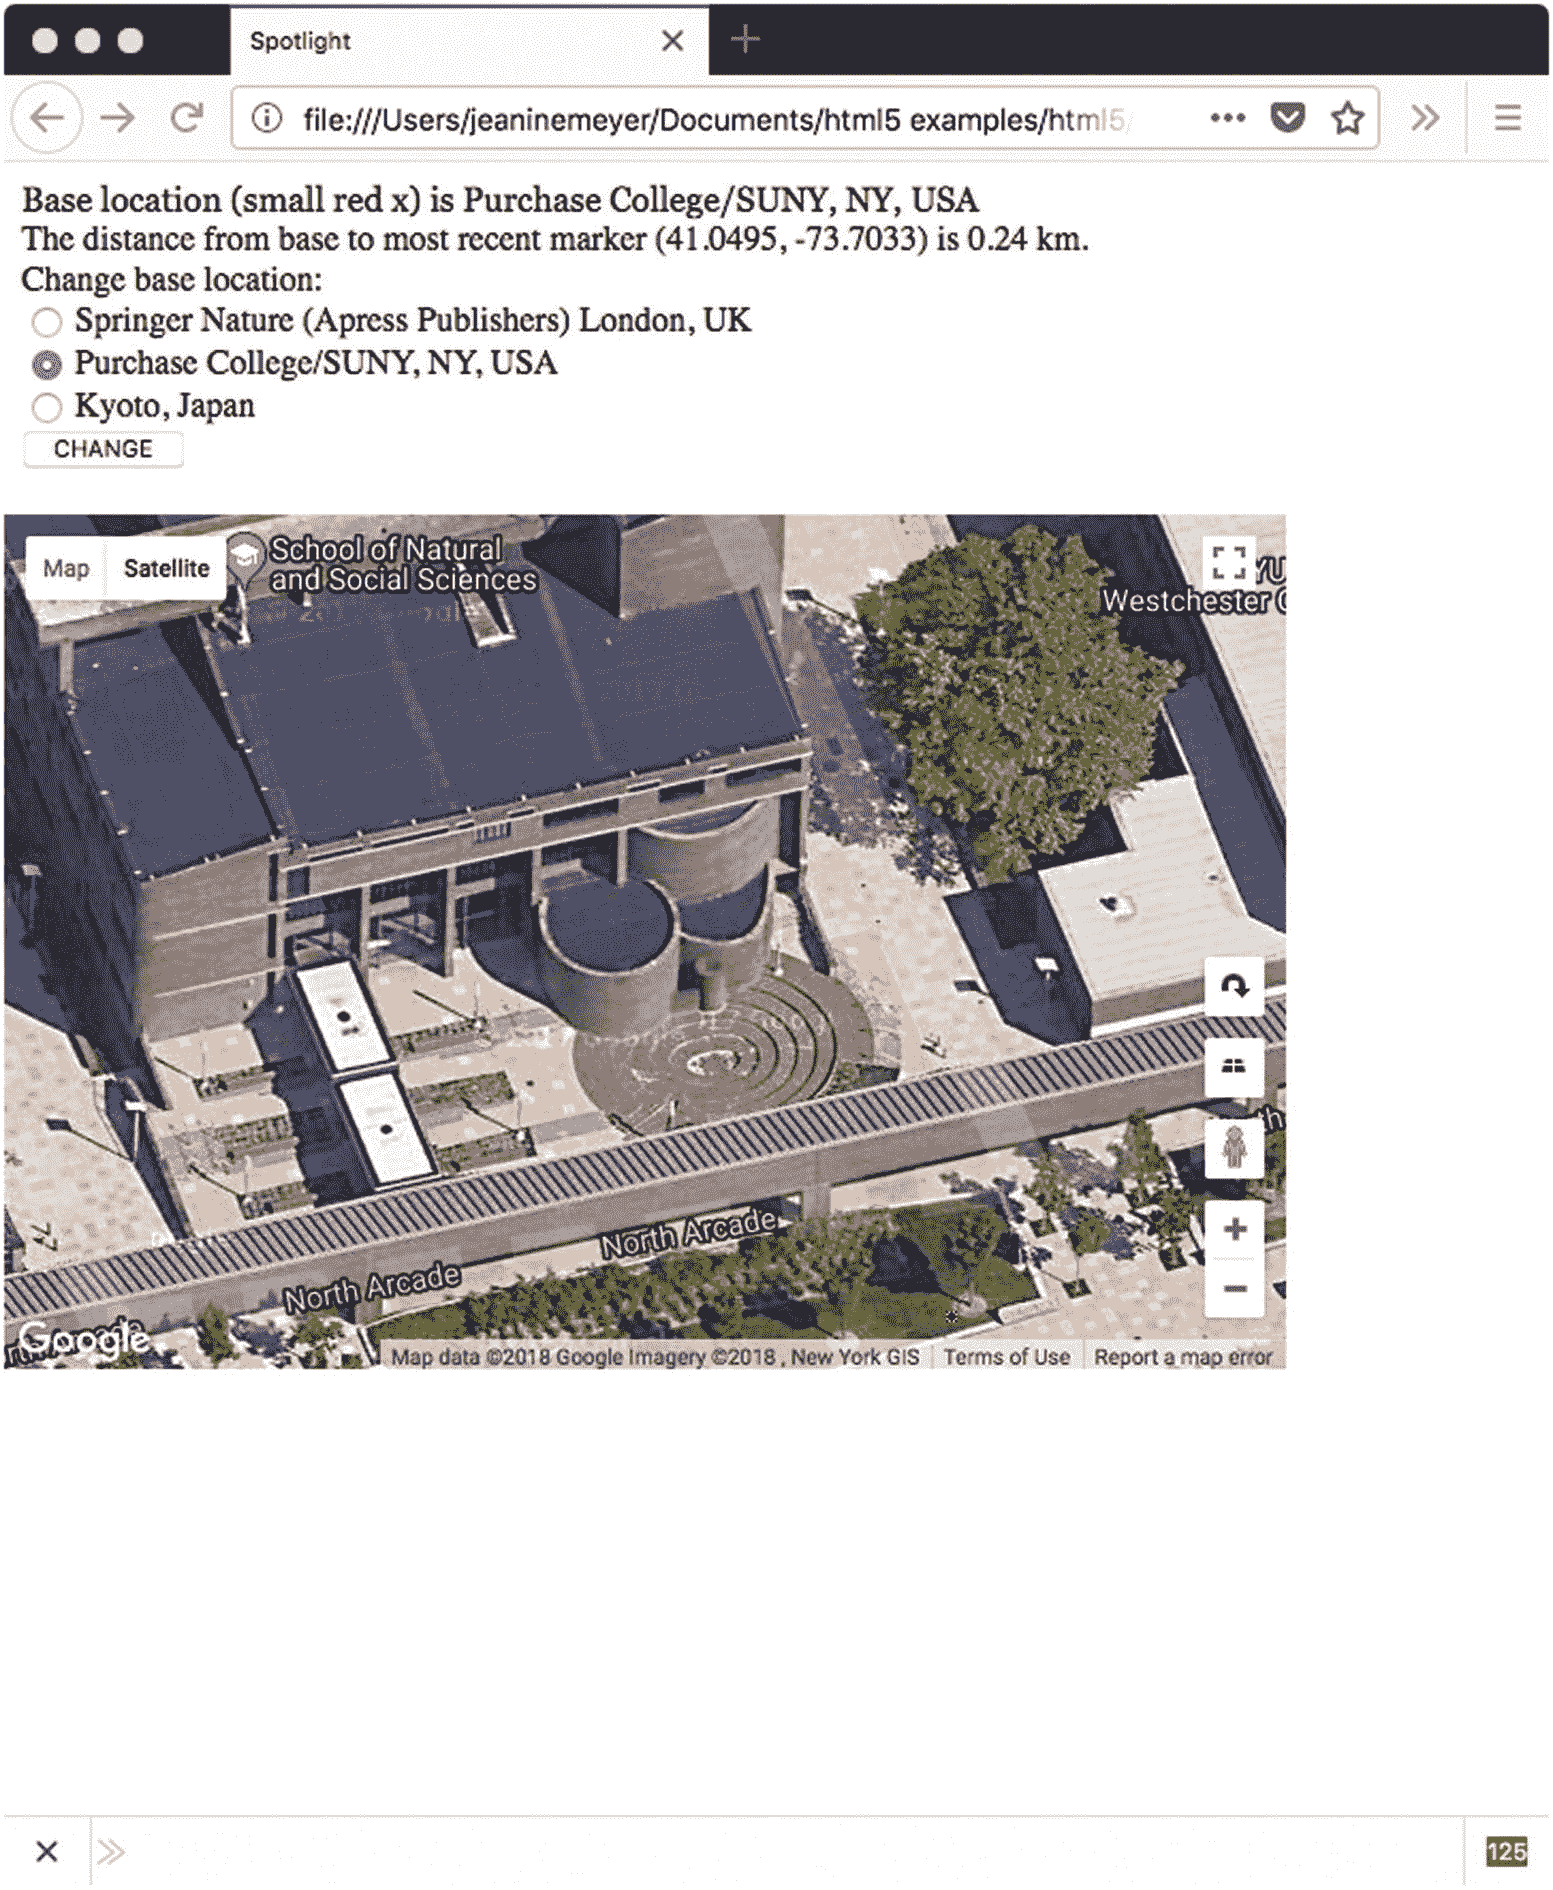 Spotlight
file:///Users/jeaninemeyer/Documents/html5 examples/html5/
Base location (small red x) is Purchase College/SUNY, NY, USA
The distance from base to most recent marker (41.0495, -73.7033) is 0.24 km.
Change base location:
Springer Nature (Apress Publishers) London, UK
Purchase College/SUNY, NY, USA
Kyoto, Japan
CHANGE
Map Satellite
School of Natural
and Social Sciences
YU
Westchester C
th
North Arcade
North Arcade
Google
Map data ©2018 Google Imagery ©2018 , New York GIS
Terms of Use
Report a map error
125